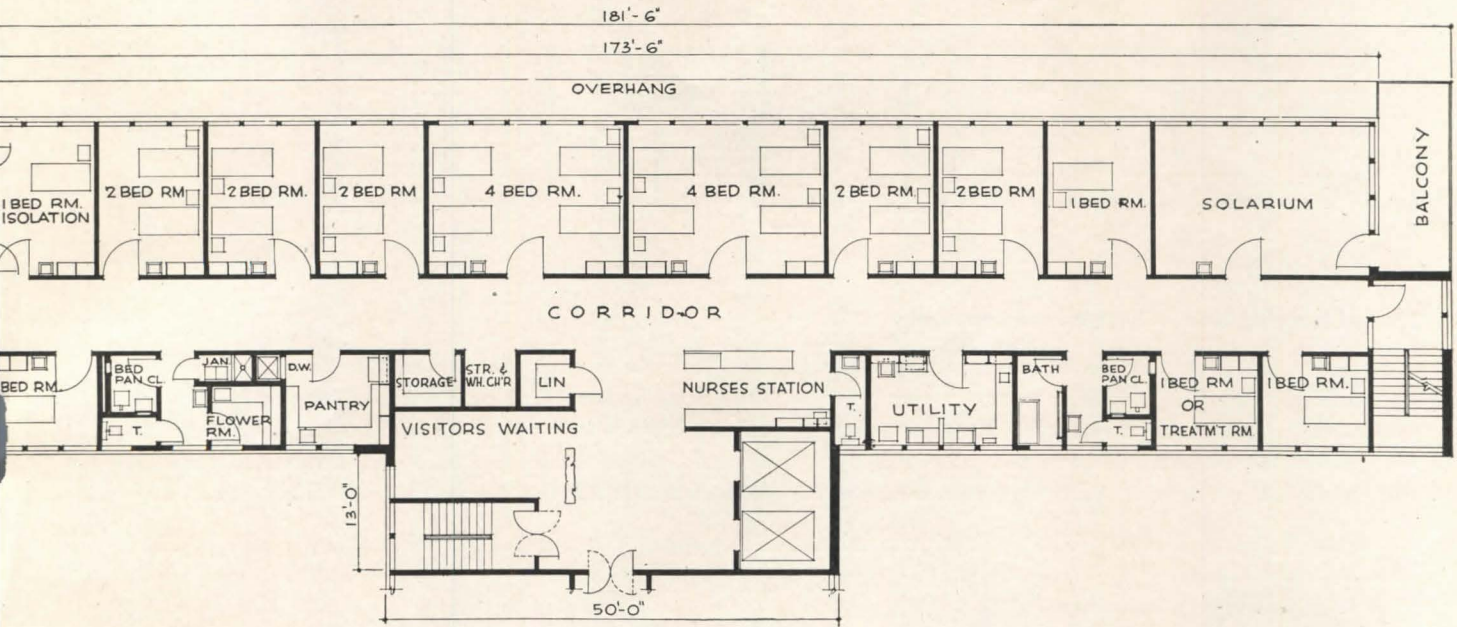 181'-6"
173'-6"
OVERHANG
1 BED RM.
ISOLATION
2 BED RM
2 BED RM.
2 BED RM
4 BED RM.
4 BED RM.
2 BED RM.
2 BED RM
1 BED RM.
SOLARIUM
BALCONY
CORRIDOR
BED RM.
BED
PAN CL.
T.
JAN.
FLOWER
RM.
D.W.
PANTRY
STORAGE
STR. &
WH. CH'R
LIN
NURSES STATION
T.
UTILITY
BATH
BED
PAN CL.
T.
1 BED RM
OR
TREATM'T RM.
1 BED RM.
VISITORS WAITING
13'-0"
50'-0"